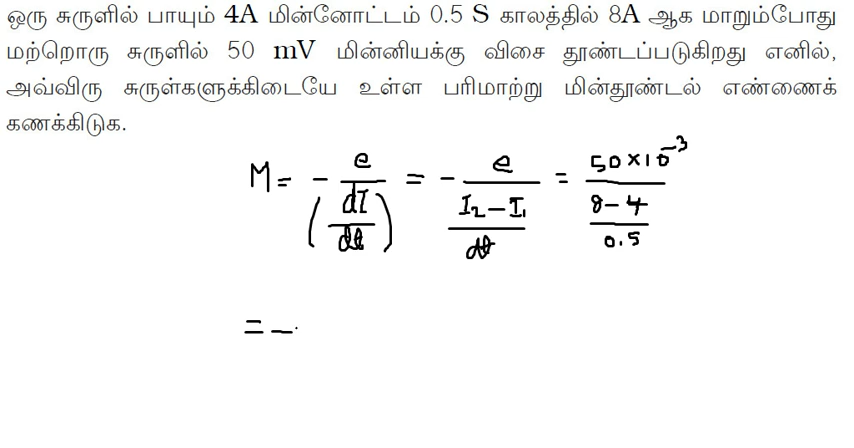 ஒரு சுருளில் பாயும் 4A மின்னோட்டம் 0.5 S காலத்தில் 8A ஆக மாறும்போது
மற்றொரு சுருளில் 50 mV மின்னியக்கு விசை தூண்டப்படுகிறது எனில்,
அவ்விரு சுருள்களுக்கிடையே உள்ள பரிமாற்று மின்தூண்டல் எண்ணைக்
கணக்கிடுக.
M = - e / (dI/dt) = - e / ((I₂ - I₁)/dt) = 50 × 10⁻³ / ((8 - 4)/0.5)
= -